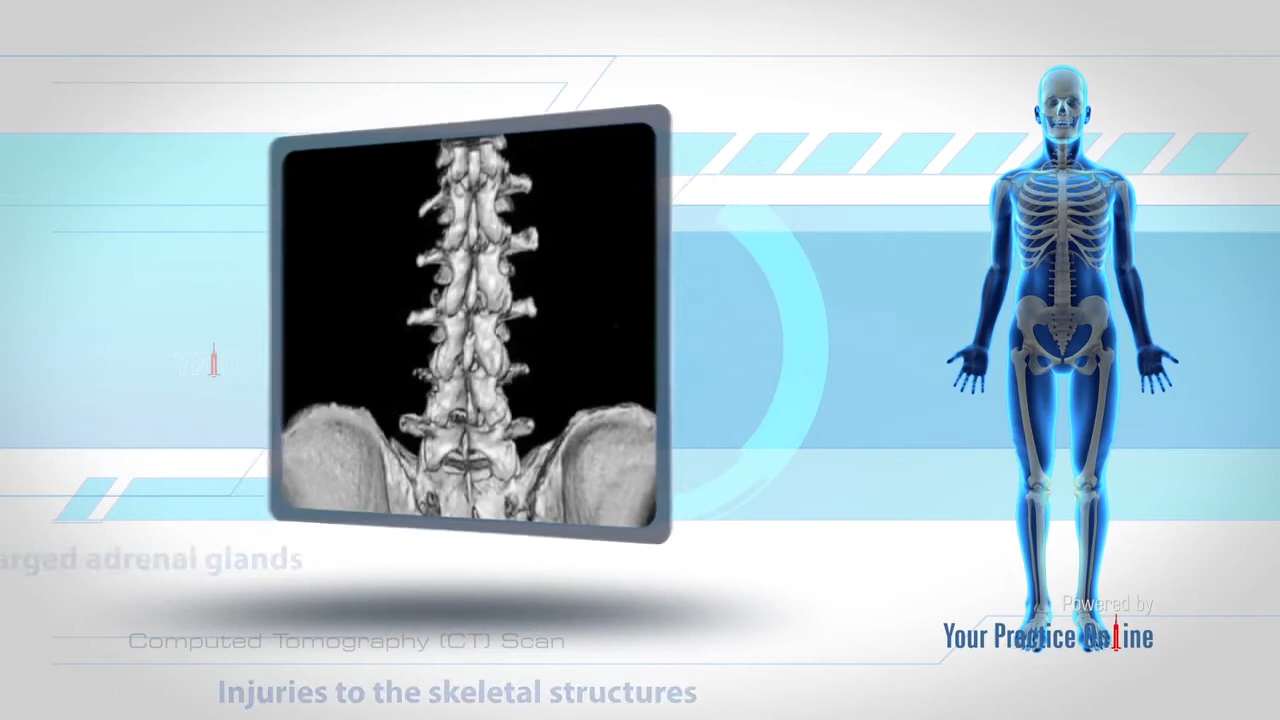 arged adrenal glands
Powered by
Your Practice Online
Computed Tomography (CT) Scan
Injuries to the skeletal structures